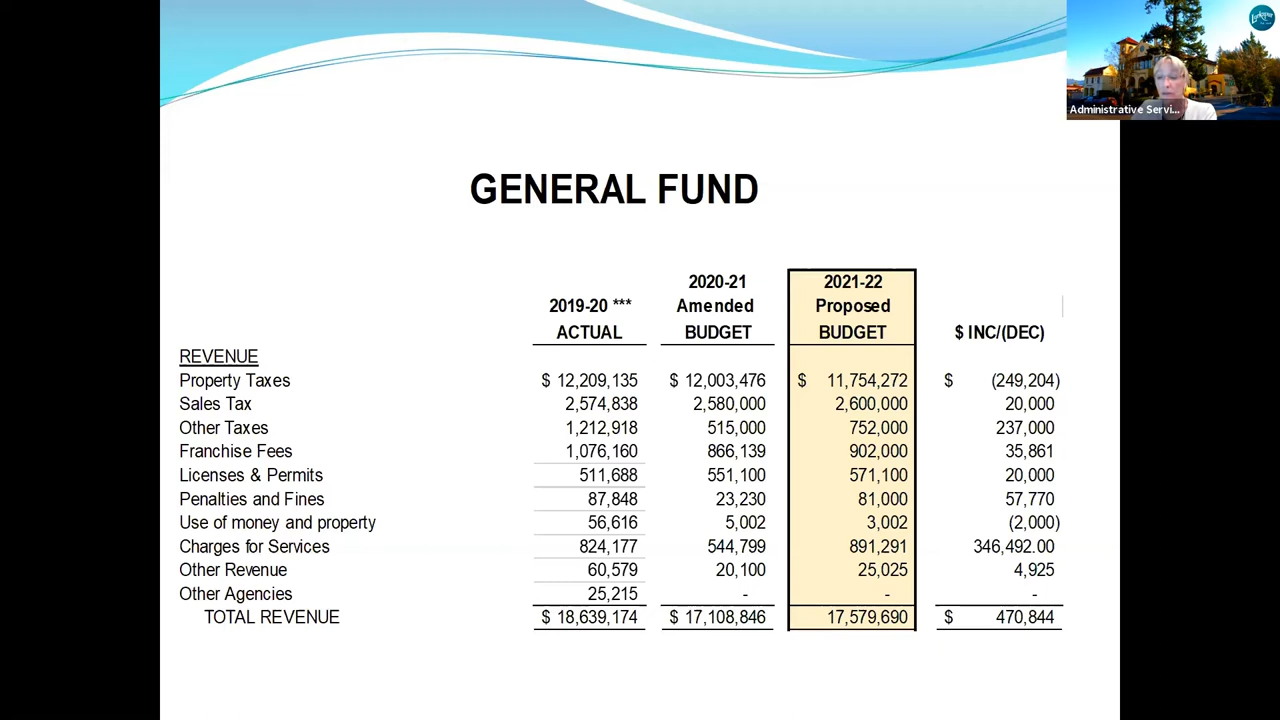 Larkspur
Administrative Servi...
GENERAL FUND
2020-21 2021-22
2019-20 *** Amended Proposed
ACTUAL BUDGET BUDGET $ INC/(DEC)
REVENUE
Property Taxes $ 12,209,135 $ 12,003,476 $ 11,754,272 $ (249,204)
Sales Tax 2,574,838 2,580,000 2,600,000 20,000
Other Taxes 1,212,918 515,000 752,000 237,000
Franchise Fees 1,076,160 866,139 902,000 35,861
Licenses & Permits 511,688 551,100 571,100 20,000
Penalties and Fines 87,848 23,230 81,000 57,770
Use of money and property 56,616 5,002 3,002 (2,000)
Charges for Services 824,177 544,799 891,291 346,492.00
Other Revenue 60,579 20,100 25,025 4,925
Other Agencies 25,215 - - -
TOTAL REVENUE $ 18,639,174 $ 17,108,846 17,579,690 $ 470,844